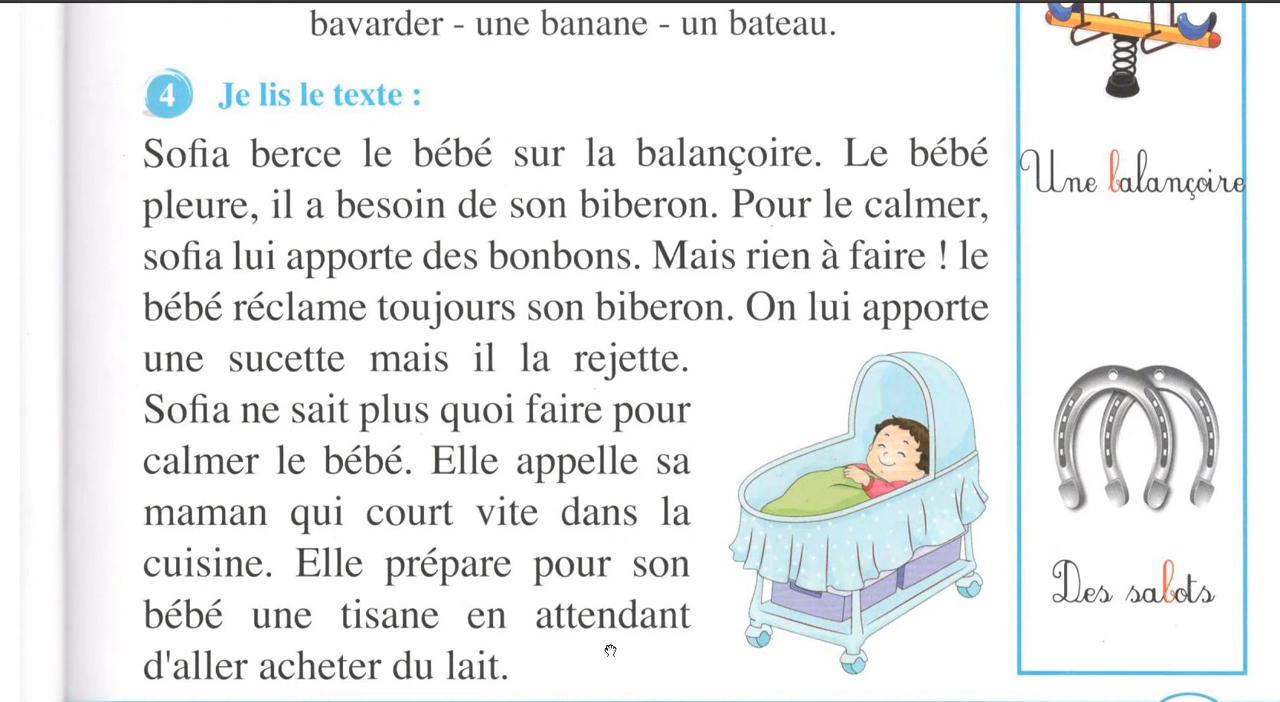 bavarder - une banane - un bateau.
4 Je lis le texte :
Sofia berce le bébé sur la balançoire. Le bébé
pleure, il a besoin de son biberon. Pour le calmer,
sofia lui apporte des bonbons. Mais rien à faire ! le
bébé réclame toujours son biberon. On lui apporte
une sucette mais il la rejette.
Sofia ne sait plus quoi faire pour
calmer le bébé. Elle appelle sa
maman qui court vite dans la
cuisine. Elle prépare pour son
bébé une tisane en attendant
d'aller acheter du lait.
Une balançoire
Des sabots